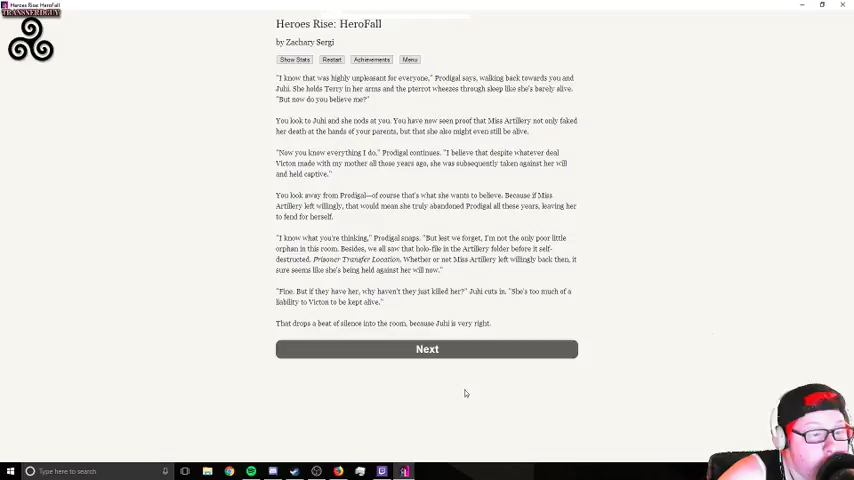 Heroes Rise: HeroFall
TRANSNERDGUY
Heroes Rise: HeroFall
by Zachary Sergi
Show Stats Restart Achievements Menu
"I know that was highly unpleasant for everyone," Prodigal says, walking back towards you and
Juhi. She holds Terry in her arms and the pterrot wheezes through sleep like she's barely alive.
"But now do you believe me?"
You look to Juhi and she nods at you. You have now seen proof that Miss Artillery not only faked
her death at the hands of your parents, but that she also might even still be alive.
"Now you know everything I do," Prodigal continues. "I believe that despite whatever deal
Victon made with my mother all those years ago, she was subsequently taken against her will
and held captive."
You look away from Prodigal—of course that's what she wants to believe. Because if Miss
Artillery left willingly, that would mean she truly abandoned Prodigal all these years, leaving her
to fend for herself.
"I know what you're thinking," Prodigal snaps. "But lest we forget, I'm not the only poor little
orphan in this room. Besides, we all saw that holo-file in the Artillery folder before it self-
destructed. Prisoner Transfer Location. Whether or not Miss Artillery left willingly back then, it
sure seems like she's being held against her will now."
"Fine. But if they have her, why haven't they just killed her?" Juhi cuts in. "She's too much of a
liability to Victon to be kept alive."
That drops a beat of silence into the room, because Juhi is very right.
Next
Type here to search